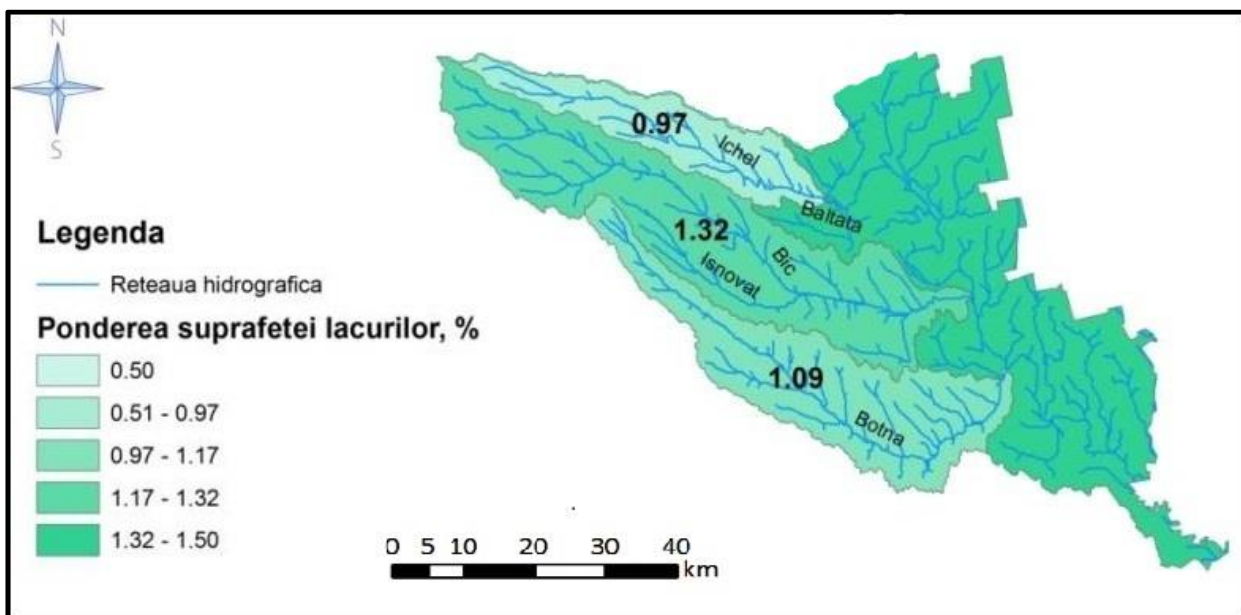 N
S
0.97
Ichel
Baltata
1.32
Bic
Isnovat
1.09
Botna
Legenda
Reteaua hidrografica
Ponderea suprafetei lacurilor, %
0.50
0.51 - 0.97
0.97 - 1.17
1.17 - 1.32
1.32 - 1.50
0 5 10 20 30 40
km